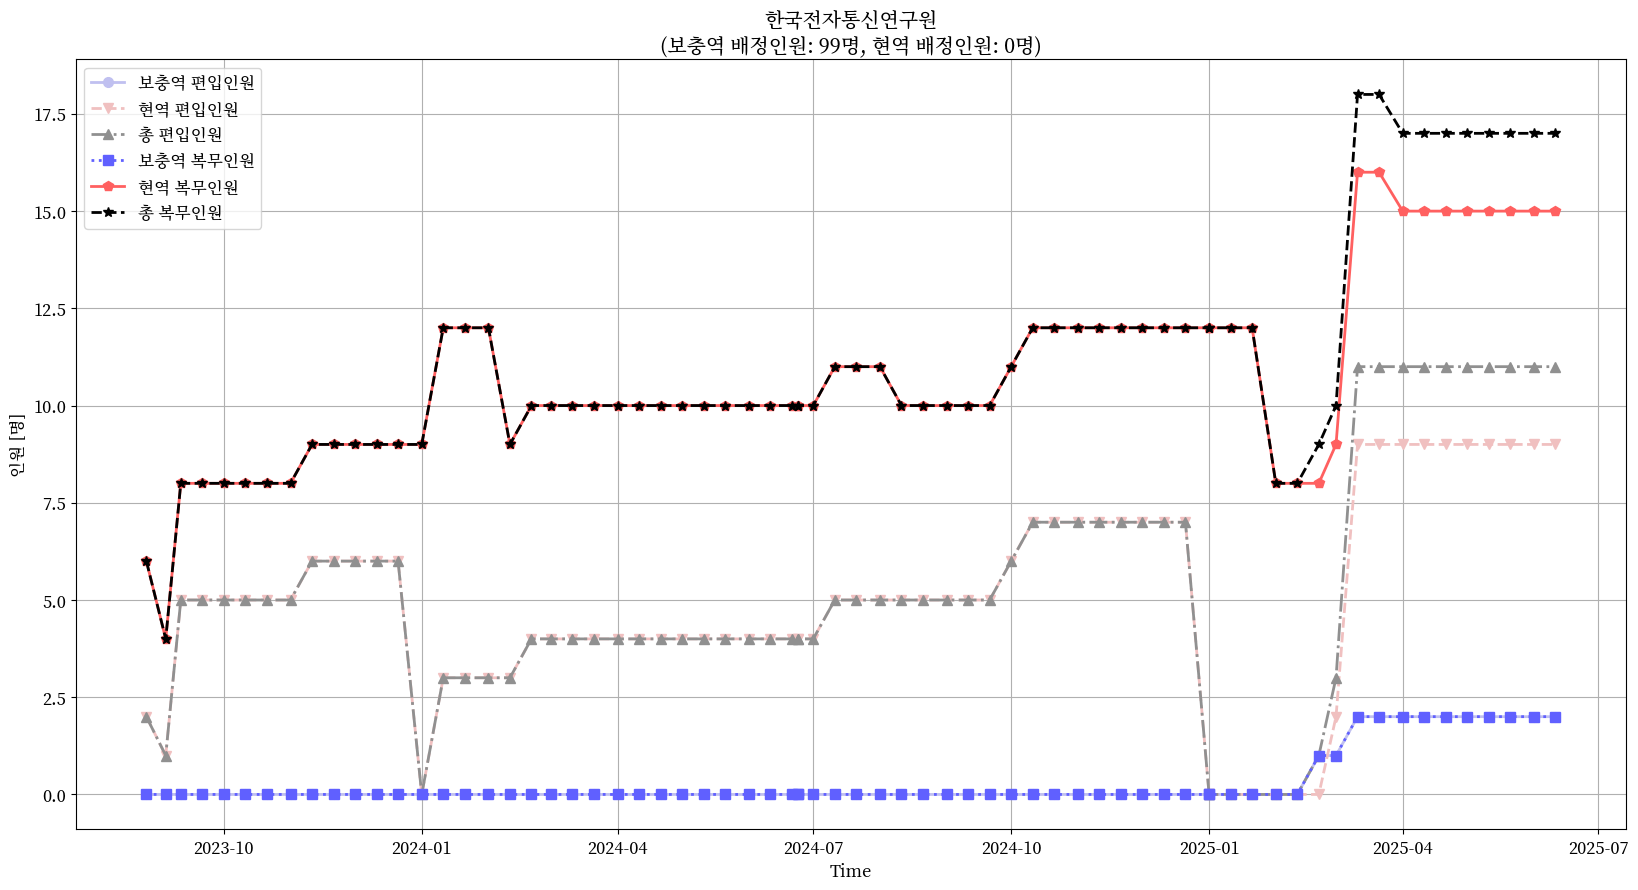 한국전자통신연구원
(보충역 배정인원: 99명, 현역 배정인원: 0명)
보충역 편입인원
현역 편입인원
총 편입인원
보충역 복무인원
현역 복무인원
총 복무인원
17.5
15.0
12.5
10.0
7.5
5.0
2.5
0.0
인원 [명]
2023-10
2024-01
2024-04
2024-07
2024-10
2025-01
2025-04
2025-07
Time